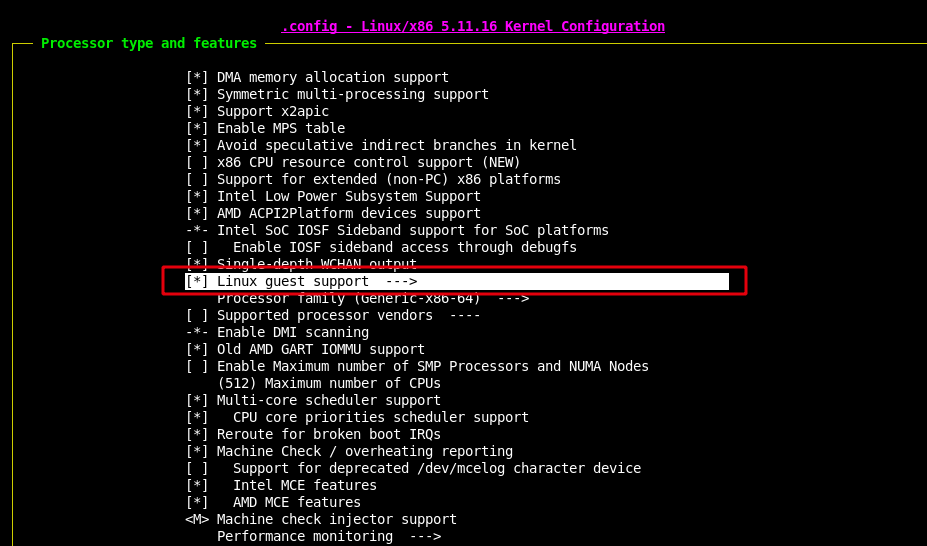 .config - Linux/x86 5.11.16 Kernel Configuration
Processor type and features
[*] DMA memory allocation support
[*] Symmetric multi-processing support
[*] Support x2apic
[*] Enable MPS table
[*] Avoid speculative indirect branches in kernel
[ ] x86 CPU resource control support (NEW)
[ ] Support for extended (non-PC) x86 platforms
[*] Intel Low Power Subsystem Support
[*] AMD ACPI2Platform devices support
-*- Intel SoC IOSF Sideband support for SoC platforms
[ ]   Enable IOSF sideband access through debugfs
[*] Single-depth WCHAN output
[*] Linux guest support  --->
    Processor family (Generic-x86-64)  --->
[ ] Supported processor vendors  ----
-*- Enable DMI scanning
[*] Old AMD GART IOMMU support
[ ] Enable Maximum number of SMP Processors and NUMA Nodes
    (512) Maximum number of CPUs
[*] Multi-core scheduler support
[*]   CPU core priorities scheduler support
[*] Reroute for broken boot IRQs
[*] Machine Check / overheating reporting
[ ]   Support for deprecated /dev/mcelog character device
[*]   Intel MCE features
[*]   AMD MCE features
<M> Machine check injector support
    Performance monitoring  --->